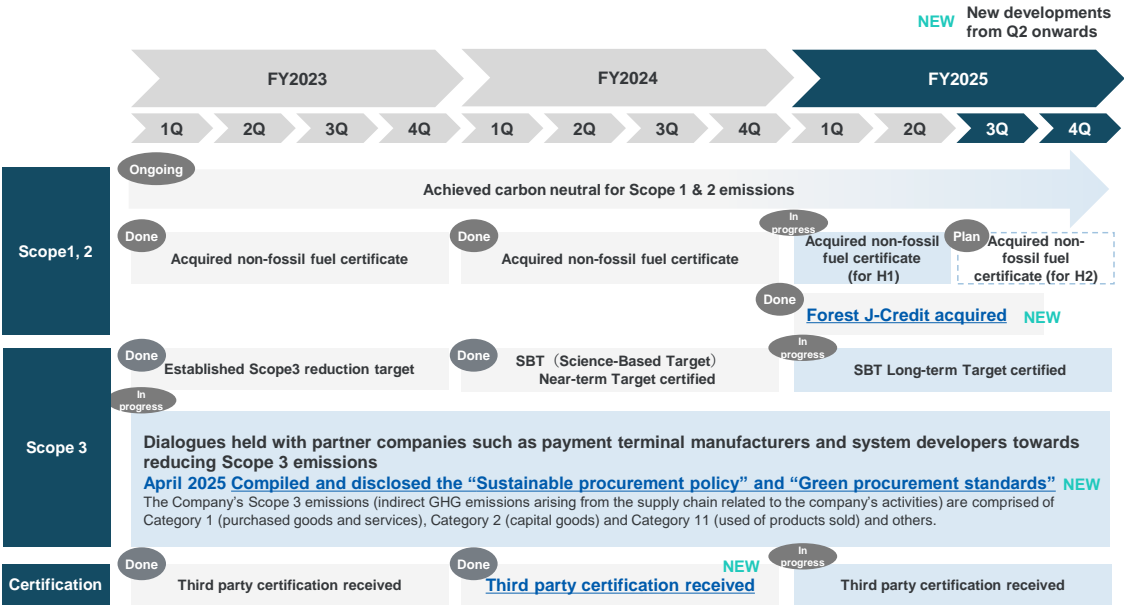 NEW
New developments
from Q2 onwards
FY2023
FY2024
FY2025
1Q
2Q
3Q
4Q
1Q
2Q
3Q
4Q
1Q
2Q
3Q
4Q
Scope1, 2
Ongoing
Achieved carbon neutral for Scope 1 & 2 emissions
Done
Acquired non-fossil fuel certificate
Done
Acquired non-fossil fuel certificate
In
progress
Acquired non-fossil
fuel certificate
(for H1)
Plan
Acquired non-
fossil fuel
certificate (for H2)
Done
Forest J-Credit acquired
NEW
Scope 3
Done
Established Scope3 reduction target
Done
SBT（Science-Based Target）
Near-term Target certified
In
progress
SBT Long-term Target certified
In
progress
Dialogues held with partner companies such as payment terminal manufacturers and system developers towards
reducing Scope 3 emissions
April 2025 Compiled and disclosed the “Sustainable procurement policy” and “Green procurement standards” NEW
The Company’s Scope 3 emissions (indirect GHG emissions arising from the supply chain related to the company’s activities) are comprised of
Category 1 (purchased goods and services), Category 2 (capital goods) and Category 11 (used of products sold) and others.
Certification
Done
Third party certification received
Done
Third party certification received
NEW
In
progress
Third party certification received